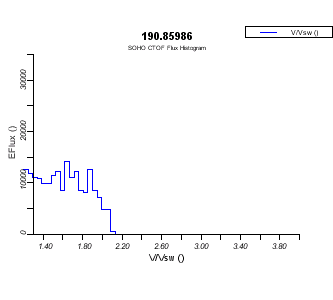 190.85986
SOHO CTOF Flux Histogram
V/Vsw ()
EFlux ()
30000
20000
10000
0
1.40 1.80 2.20 2.60 3.00 3.40 3.80
V/Vsw ()